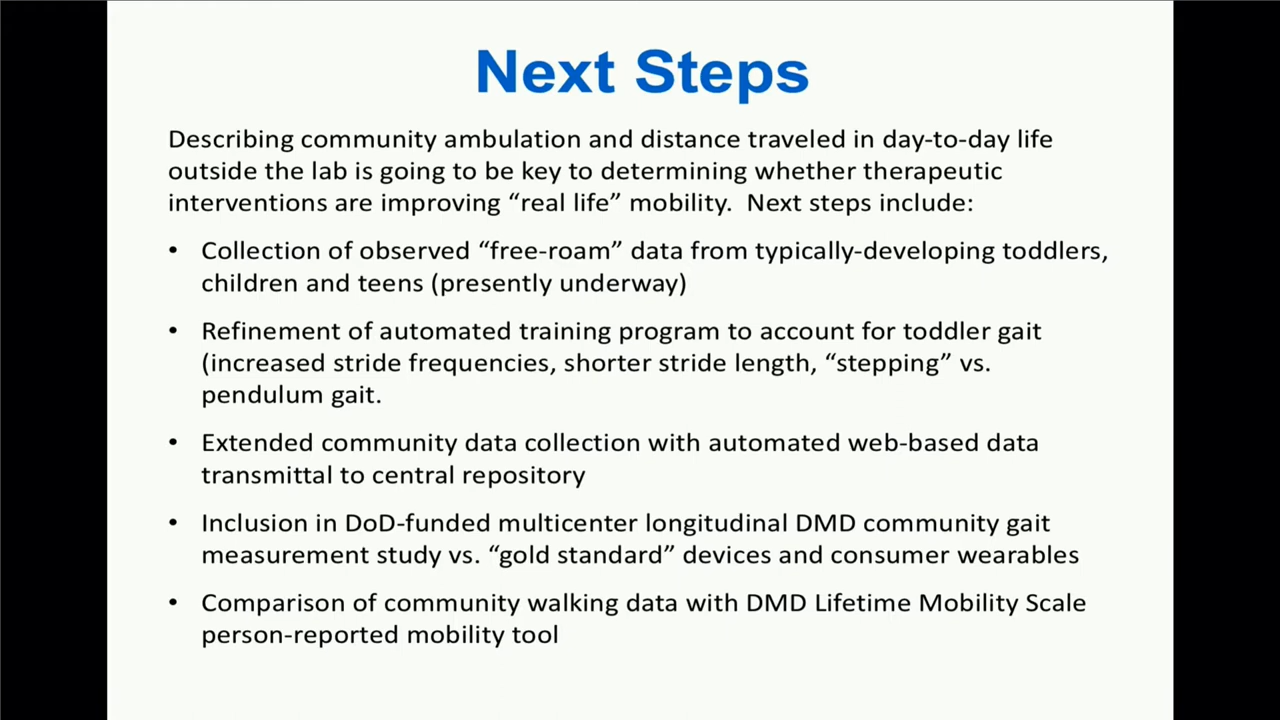 Next Steps
Describing community ambulation and distance traveled in day-to-day life
outside the lab is going to be key to determining whether therapeutic
interventions are improving “real life” mobility.  Next steps include:
• Collection of observed “free-roam” data from typically-developing toddlers,
children and teens (presently underway)
• Refinement of automated training program to account for toddler gait
(increased stride frequencies, shorter stride length, “stepping” vs.
pendulum gait.
• Extended community data collection with automated web-based data
transmittal to central repository
• Inclusion in DoD-funded multicenter longitudinal DMD community gait
measurement study vs. “gold standard” devices and consumer wearables
• Comparison of community walking data with DMD Lifetime Mobility Scale
person-reported mobility tool